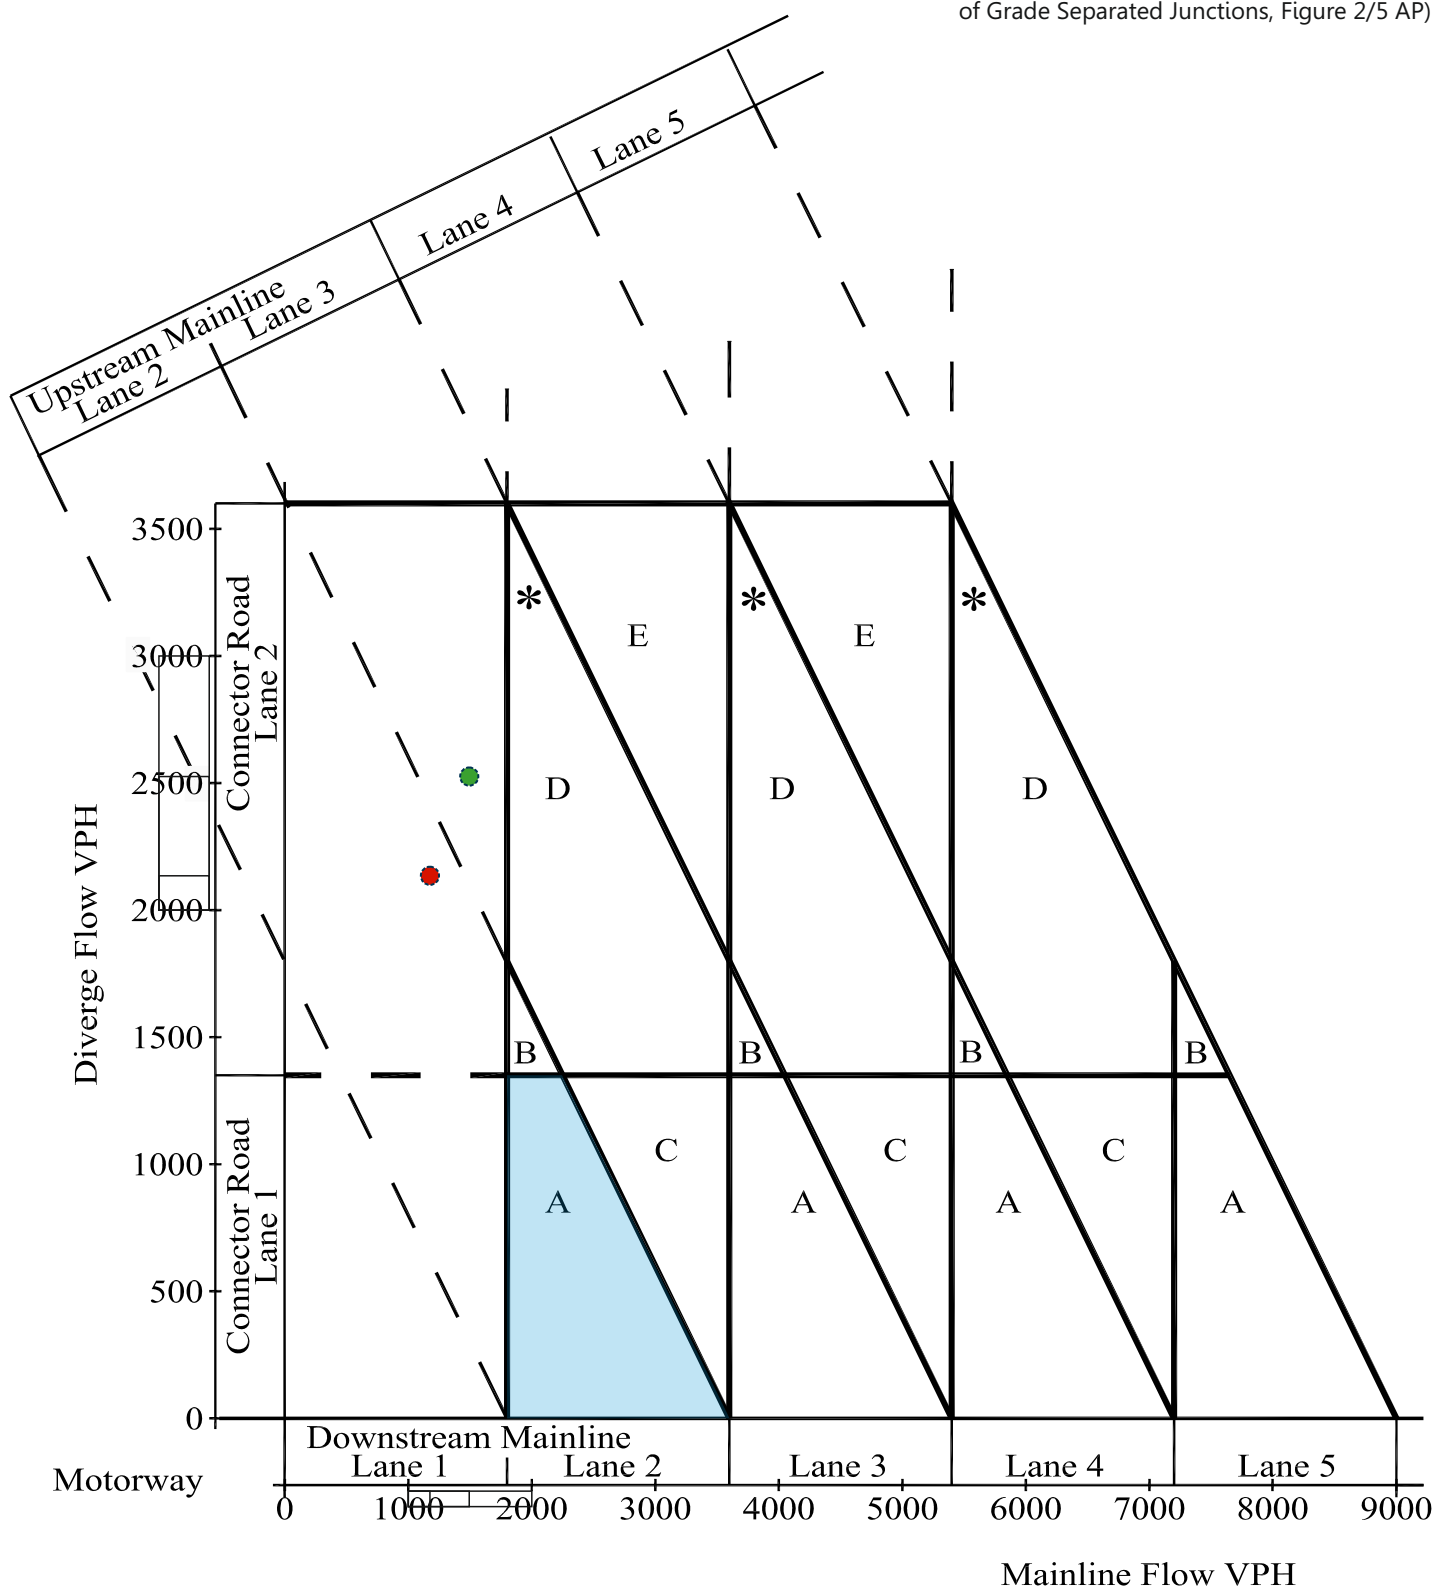 of Grade Separated Junctions, Figure 2/5 AP)
Upstream Mainline
Lane 2
Lane 3
Lane 4
Lane 5
Diverge Flow VPH
3500
3000
2500
2000
1500
1000
500
0
Connector Road
Lane 2
Connector Road
Lane 1
* * *
E E
D D D
B B B B
C C C
A A A A
Downstream Mainline
Motorway Lane 1 Lane 2 Lane 3 Lane 4 Lane 5
0 1000 2000 3000 4000 5000 6000 7000 8000 9000
Mainline Flow VPH